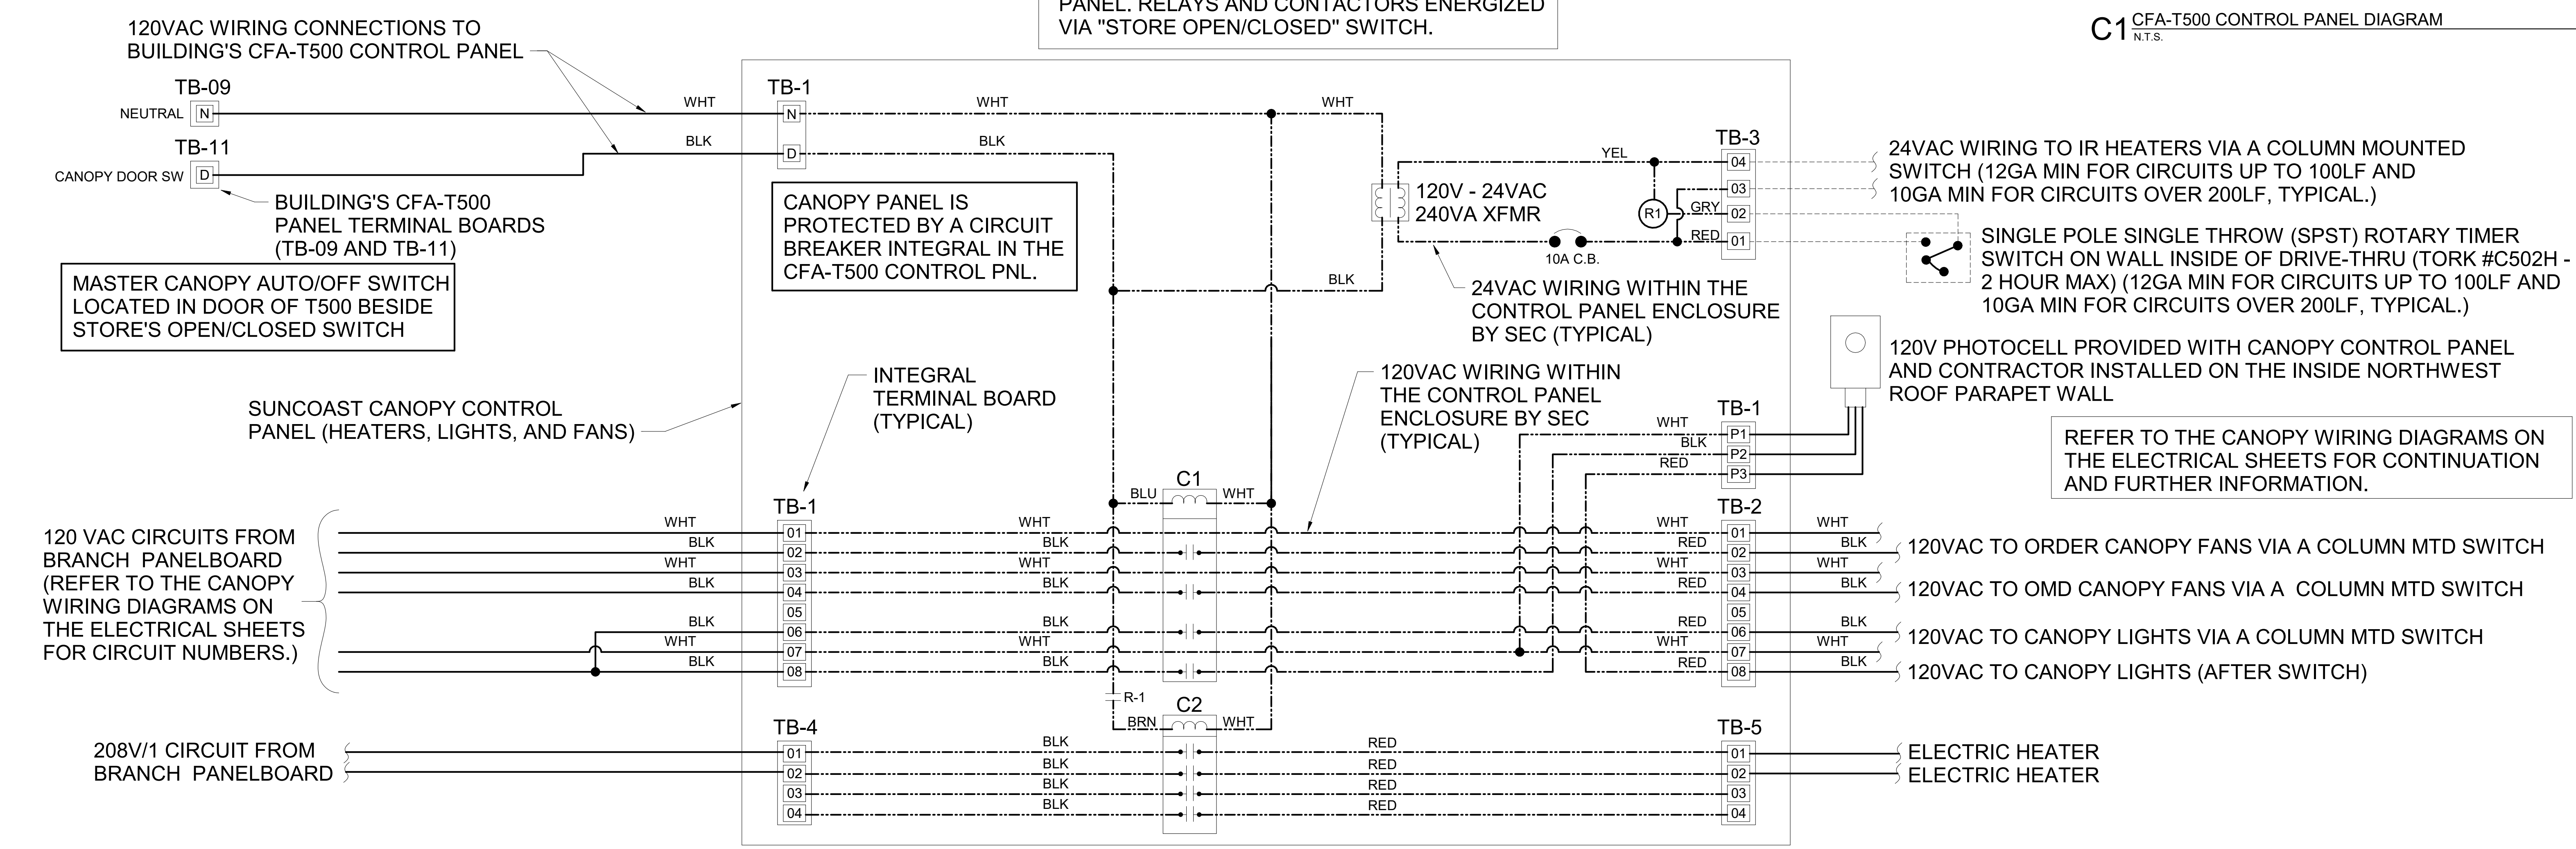 PANEL. RELAYS AND CONTACTORS ENERGIZED
VIA "STORE OPEN/CLOSED" SWITCH.
C1 CFA-T500 CONTROL PANEL DIAGRAM
N.T.S.
120VAC WIRING CONNECTIONS TO
BUILDING'S CFA-T500 CONTROL PANEL
TB-09
NEUTRAL N
TB-11
CANOPY DOOR SW D
WHT
BLK
BUILDING'S CFA-T500
PANEL TERMINAL BOARDS
(TB-09 AND TB-11)
MASTER CANOPY AUTO/OFF SWITCH
LOCATED IN DOOR OF T500 BESIDE
STORE'S OPEN/CLOSED SWITCH
TB-1
N
D
WHT
BLK
WHT
CANOPY PANEL IS
PROTECTED BY A CIRCUIT
BREAKER INTEGRAL IN THE
CFA-T500 CONTROL PNL.
120V - 24VAC
240VA XFMR
BLK
YEL
R1
GRY
RED
10A C.B.
TB-3
04
03
02
01
24VAC WIRING WITHIN THE
CONTROL PANEL ENCLOSURE
BY SEC (TYPICAL)
24VAC WIRING TO IR HEATERS VIA A COLUMN MOUNTED
SWITCH (12GA MIN FOR CIRCUITS UP TO 100LF AND
10GA MIN FOR CIRCUITS OVER 200LF, TYPICAL.)
SINGLE POLE SINGLE THROW (SPST) ROTARY TIMER
SWITCH ON WALL INSIDE OF DRIVE-THRU (TORK #C502H -
2 HOUR MAX) (12GA MIN FOR CIRCUITS UP TO 100LF AND
10GA MIN FOR CIRCUITS OVER 200LF, TYPICAL.)
120V PHOTOCELL PROVIDED WITH CANOPY CONTROL PANEL
AND CONTRACTOR INSTALLED ON THE INSIDE NORTHWEST
ROOF PARAPET WALL
REFER TO THE CANOPY WIRING DIAGRAMS ON
THE ELECTRICAL SHEETS FOR CONTINUATION
AND FURTHER INFORMATION.
SUNCOAST CANOPY CONTROL
PANEL (HEATERS, LIGHTS, AND FANS)
INTEGRAL
TERMINAL BOARD
(TYPICAL)
120VAC WIRING WITHIN
THE CONTROL PANEL
ENCLOSURE BY SEC
(TYPICAL)
TB-1
WHT P1
BLK P2
RED P3
120 VAC CIRCUITS FROM
BRANCH PANELBOARD
(REFER TO THE CANOPY
WIRING DIAGRAMS ON
THE ELECTRICAL SHEETS
FOR CIRCUIT NUMBERS.)
TB-1
C1
BLU WHT
TB-2
WHT 01 WHT WHT 01 WHT
BLK 02 BLK RED 02 BLK
WHT 03 WHT WHT 03 WHT
BLK 04 BLK RED 04 BLK
05 05
BLK 06 BLK RED 06 BLK
WHT 07 WHT WHT 07 WHT
BLK 08 BLK RED 08 BLK
120VAC TO ORDER CANOPY FANS VIA A COLUMN MTD SWITCH
120VAC TO OMD CANOPY FANS VIA A COLUMN MTD SWITCH
120VAC TO CANOPY LIGHTS VIA A COLUMN MTD SWITCH
120VAC TO CANOPY LIGHTS (AFTER SWITCH)
R-1
C2
BRN WHT
208V/1 CIRCUIT FROM
BRANCH PANELBOARD
TB-4
TB-5
01 BLK RED 01
02 BLK RED 02
03 BLK RED 03
04 BLK RED 04
ELECTRIC HEATER
ELECTRIC HEATER